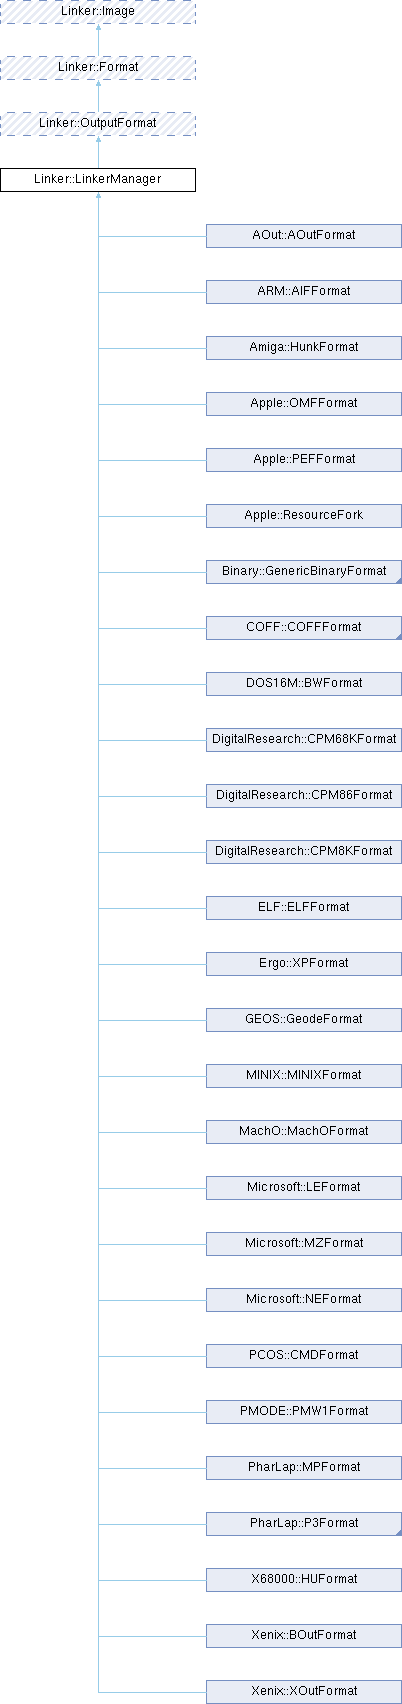 Linker::Image
Linker::Format
Linker::OutputFormat
Linker::LinkerManager
AOut::AOutFormat
ARM::AIFFormat
Amiga::HunkFormat
Apple::OMFFormat
Apple::PEFFormat
Apple::ResourceFork
Binary::GenericBinaryFormat
COFF::COFFFormat
DOS16M::BWFormat
DigitalResearch::CPM68KFormat
DigitalResearch::CPM86Format
DigitalResearch::CPM8KFormat
ELF::ELFFormat
Ergo::XPFormat
GEOS::GeodeFormat
MINIX::MINIXFormat
MachO::MachOFormat
Microsoft::LEFormat
Microsoft::MZFormat
Microsoft::NEFormat
PCOS::CMDFormat
PMODE::PMW1Format
PharLap::MPFormat
PharLap::P3Format
X68000::HUFormat
Xenix::BOutFormat
Xenix::XOutFormat